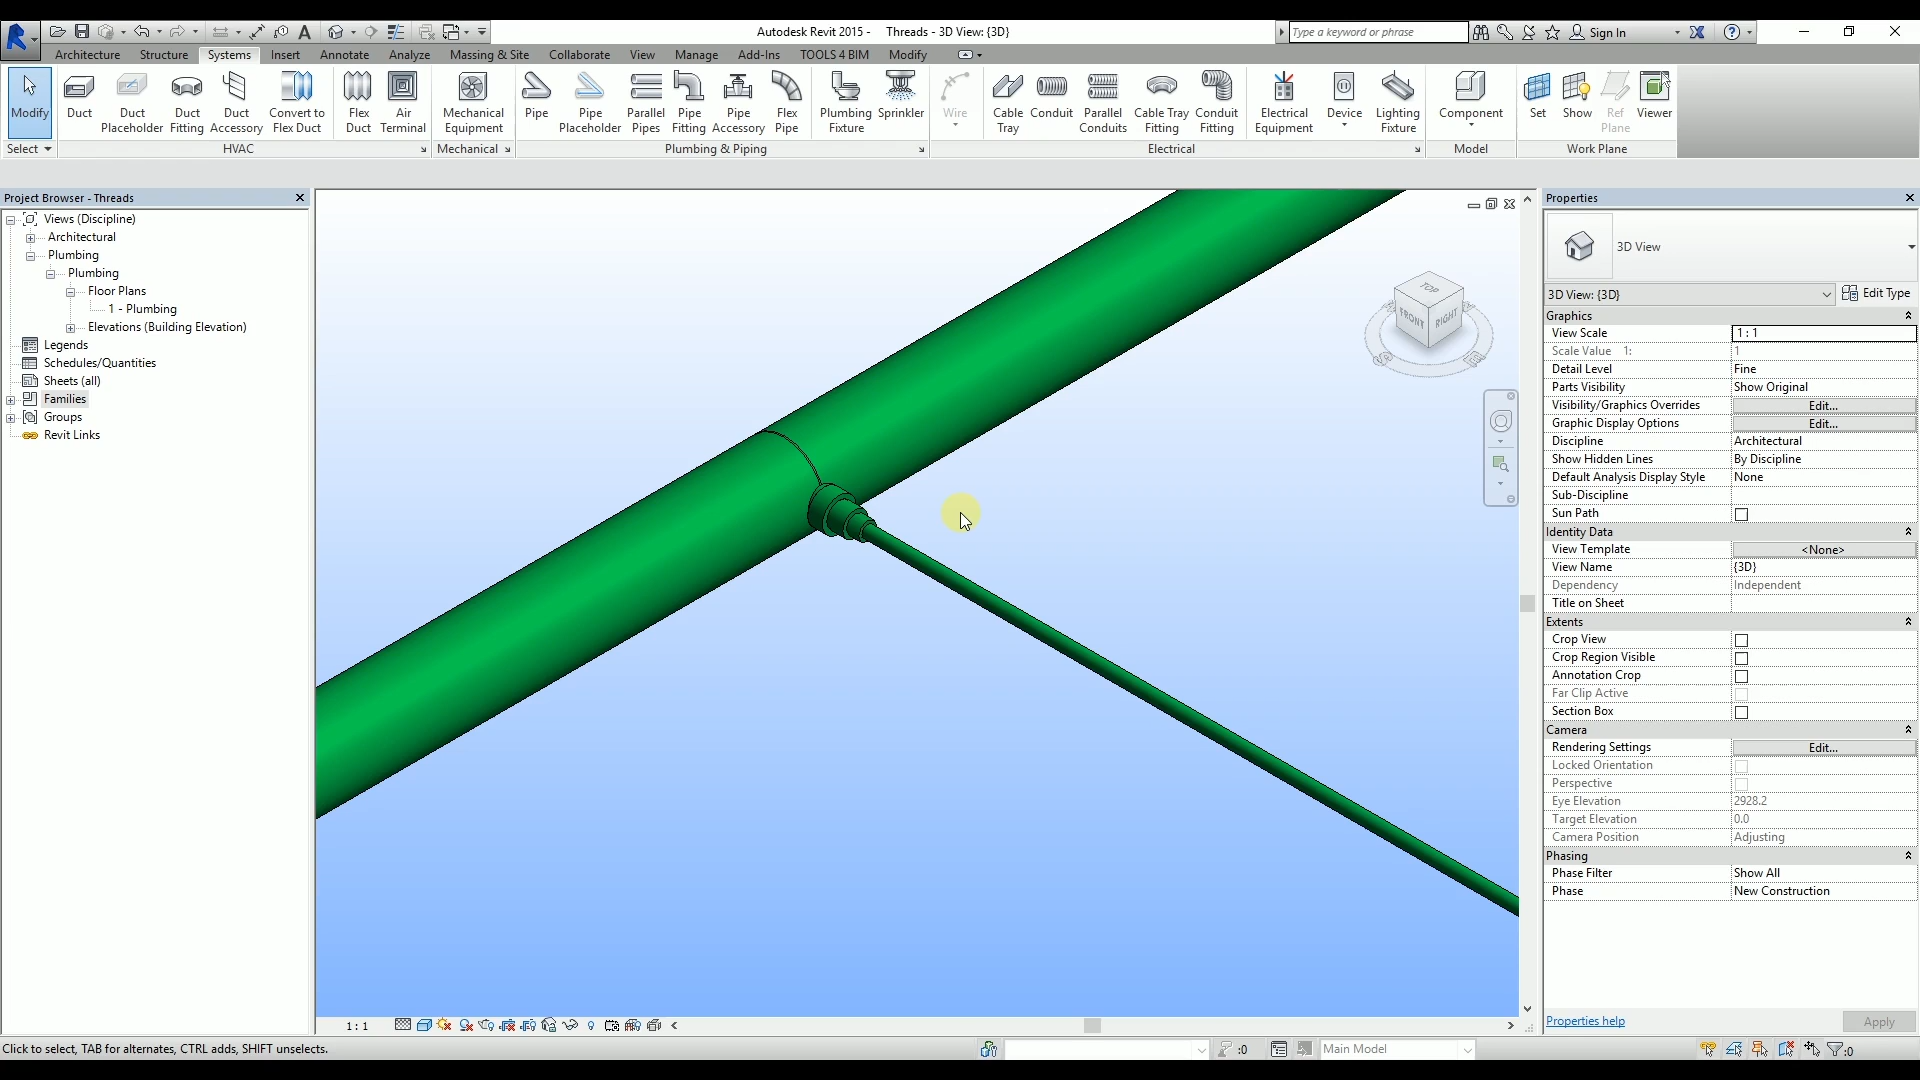 Autodesk Revit 2015 -    Threads - 3D View: {3D}
Type a keyword or phrase
Sign In
Architecture Structure Systems Insert Annotate Analyze Massing & Site Collaborate View Manage Add-Ins TOOLS 4 BIM Modify
Modify
Duct
Duct Placeholder
Duct Fitting
Duct Accessory
Convert to Flex Duct
Flex Duct
Air Terminal
Mechanical Equipment
Pipe
Pipe Placeholder
Parallel Pipes
Pipe Fitting
Pipe Accessory
Flex Pipe
Plumbing Fixture
Sprinkler
Wire
Cable Tray
Conduit
Parallel Conduits
Cable Tray Fitting
Conduit Fitting
Electrical Equipment
Device
Lighting Fixture
Component
Set
Show
Ref Plane
Viewer
Select HVAC Mechanical Plumbing & Piping Electrical Model Work Plane
Project Browser - Threads
Views (Discipline)
Architectural
Plumbing
Plumbing
Floor Plans
1 - Plumbing
Elevations (Building Elevation)
Legends
Schedules/Quantities
Sheets (all)
Families
Groups
Revit Links
TOP
FRONT
RIGHT
S
E
Properties
3D View
3D View: {3D}
Edit Type
Graphics
View Scale 1 : 1
Scale Value 1: 1
Detail Level Fine
Parts Visibility Show Original
Visibility/Graphics Overrides Edit...
Graphic Display Options Edit...
Discipline Architectural
Show Hidden Lines By Discipline
Default Analysis Display Style None
Sub-Discipline
Sun Path
Identity Data
View Template <None>
View Name {3D}
Dependency Independent
Title on Sheet
Extents
Crop View
Crop Region Visible
Annotation Crop
Far Clip Active
Section Box
Camera
Rendering Settings Edit...
Locked Orientation
Perspective
Eye Elevation 2928.2
Target Elevation 0.0
Camera Position Adjusting
Phasing
Phase Filter Show All
Phase New Construction
Properties help
Apply
1 : 1
Click to select, TAB for alternates, CTRL adds, SHIFT unselects.
:0
Main Model
:0